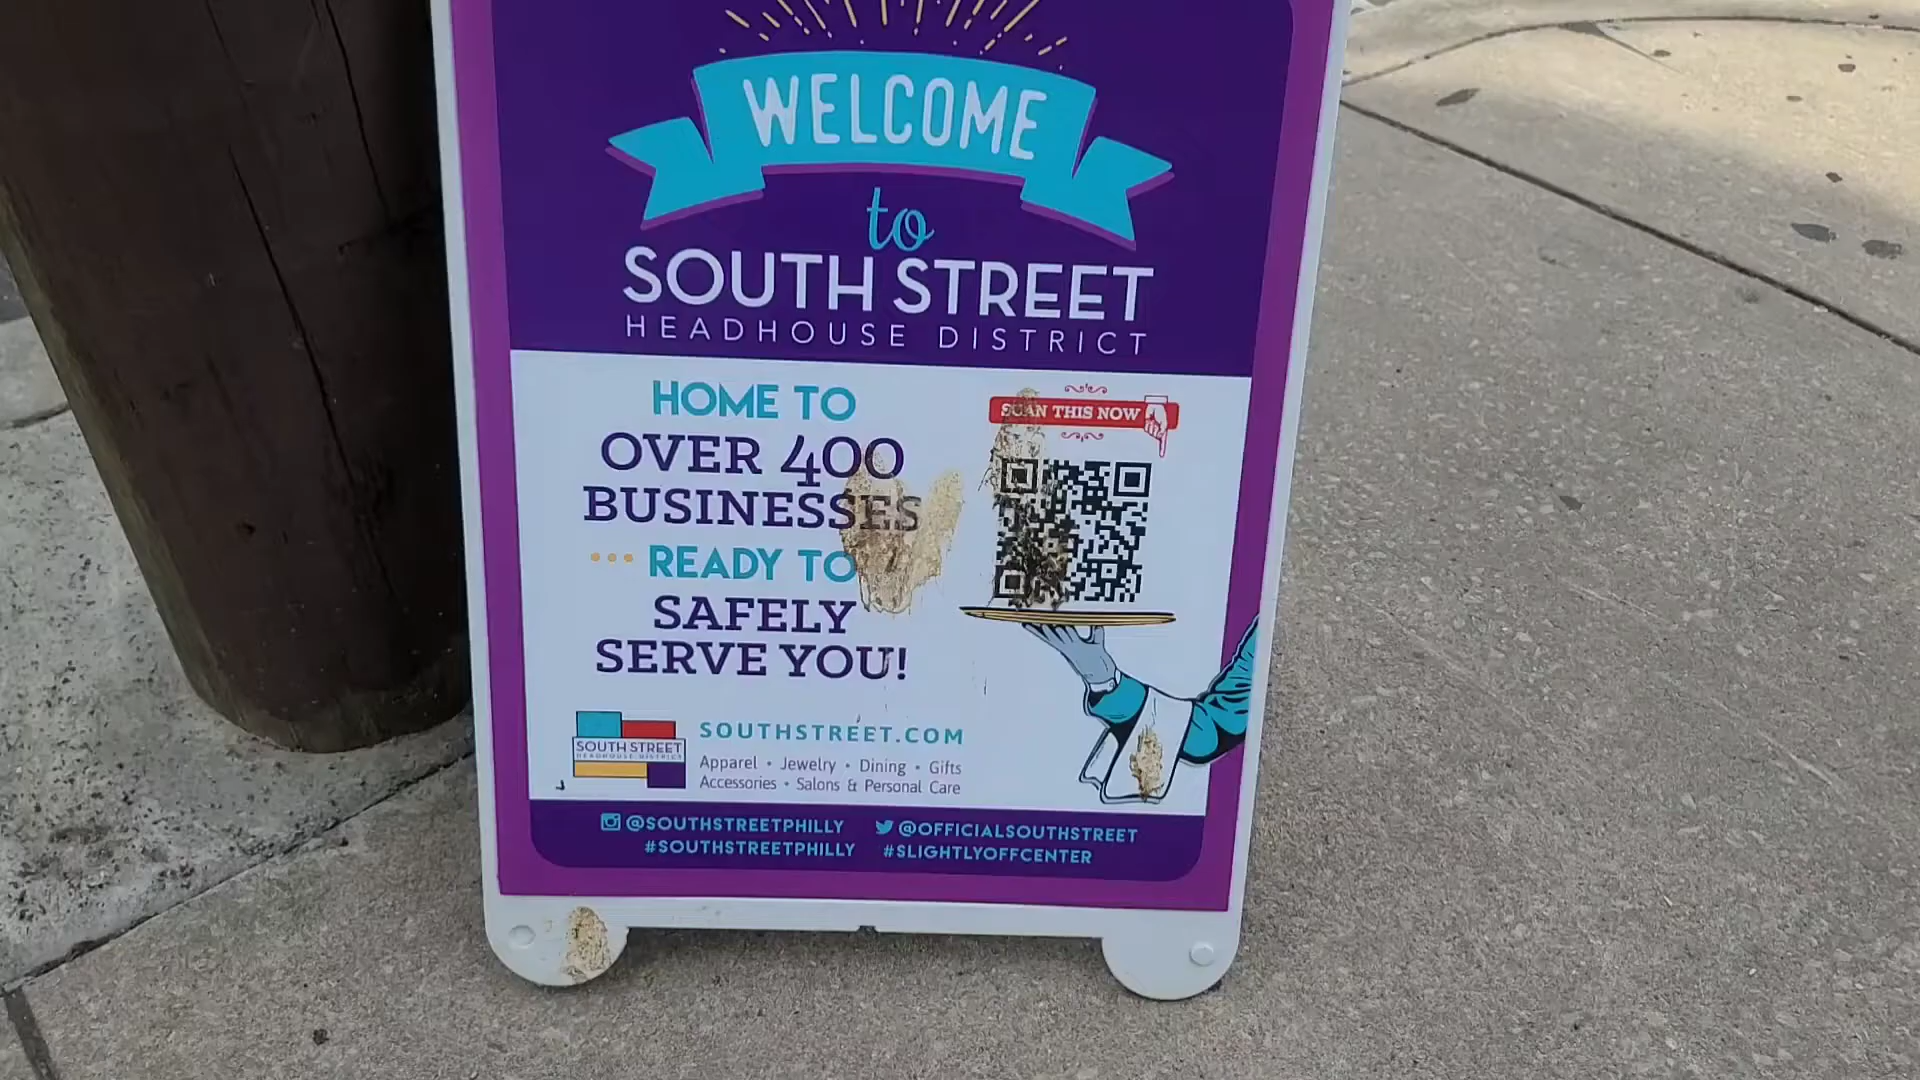 WELCOME
to
SOUTH STREET
HEADHOUSE DISTRICT
HOME TO
OVER 400
BUSINESSES
··· READY TO
SAFELY
SERVE YOU!
SCAN THIS NOW
SOUTH STREET
HEADHOUSE DISTRICT
SOUTHSTREET.COM
Apparel • Jewelry • Dining • Gifts
Accessories • Salons & Personal Care
@SOUTHSTREETPHILLY @OFFICIALSOUTHSTREET
#SOUTHSTREETPHILLY #SLIGHTLYOFFCENTER